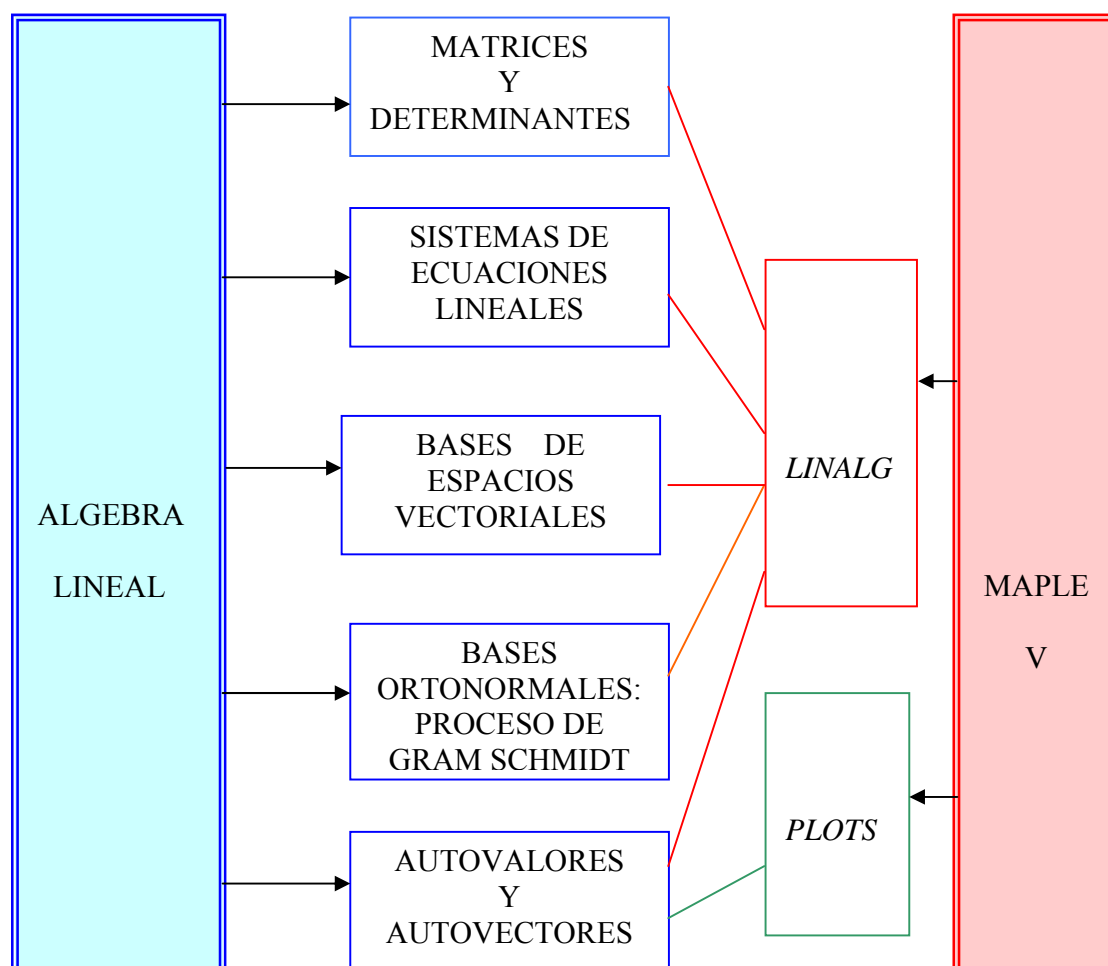 ALGEBRA
LINEAL
MATRICES
Y
DETERMINANTES
SISTEMAS DE
ECUACIONES
LINEALES
BASES DE
ESPACIOS
VECTORIALES
BASES
ORTONORMALES:
PROCESO DE
GRAM SCHMIDT
AUTOVALORES
Y
AUTOVECTORES
LINALG
PLOTS
MAPLE
V